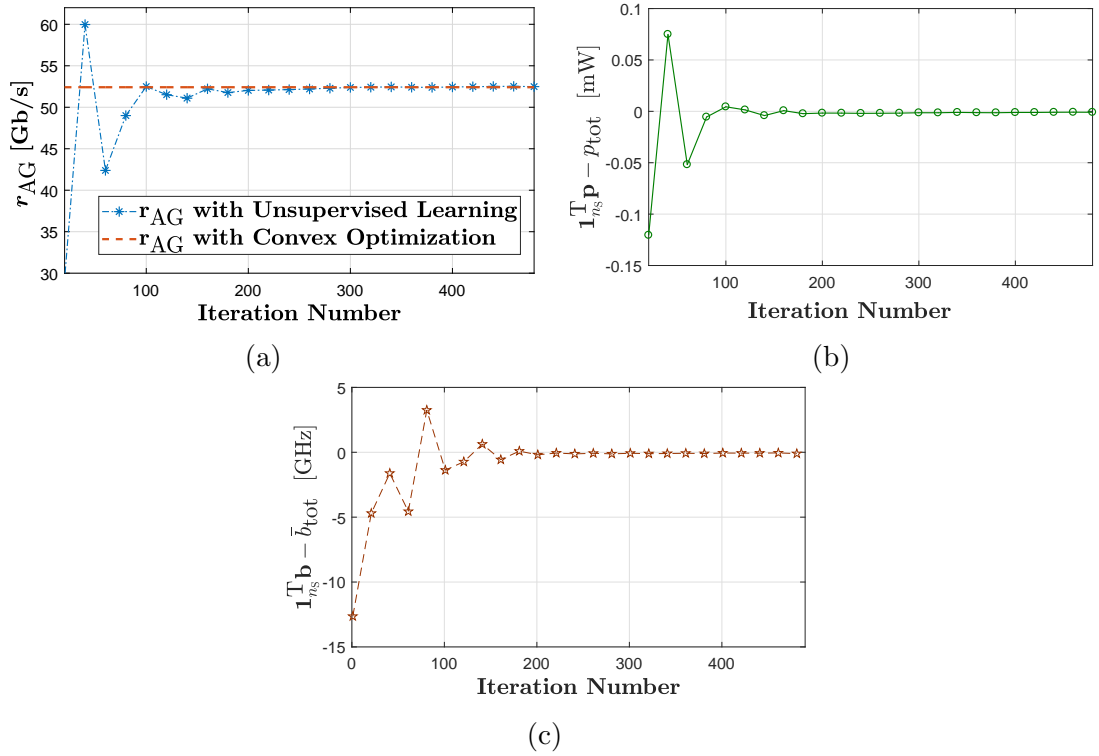 60
55
50
45
40
35
30
100
200
300
400
r_AG [Gb/s]
r_AG with Unsupervised Learning
r_AG with Convex Optimization
Iteration Number
(a)
0.1
0.05
0
-0.05
-0.1
-0.15
100
200
300
400
1^T_{n_S} p − p_tot [mW]
Iteration Number
(b)
5
0
-5
-10
-15
0
100
200
300
400
1^T_{n_S} b − b̄_tot [GHz]
Iteration Number
(c)